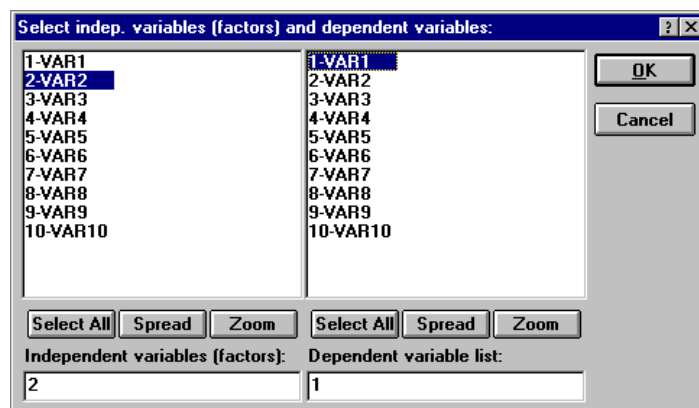 Select indep. variables (factors) and dependent variables:
? X
1-VAR1
2-VAR2
3-VAR3
4-VAR4
5-VAR5
6-VAR6
7-VAR7
8-VAR8
9-VAR9
10-VAR10
1-VAR1
2-VAR2
3-VAR3
4-VAR4
5-VAR5
6-VAR6
7-VAR7
8-VAR8
9-VAR9
10-VAR10
OK
Cancel
Select All Spread Zoom
Select All Spread Zoom
Independent variables (factors):
2
Dependent variable list:
1